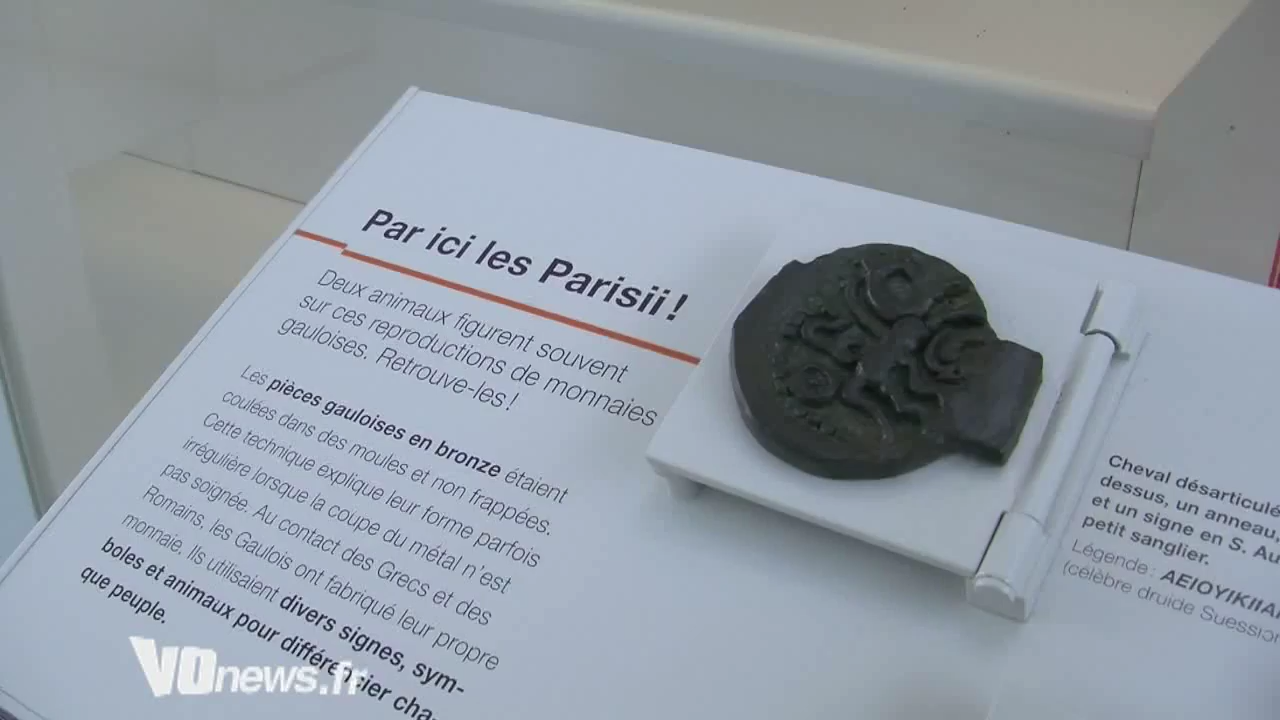 Par ici les Parisii !
Deux animaux figurent souvent
sur ces reproductions de monnaies
gauloises. Retrouve-les !
Les pièces gauloises en bronze étaient
coulées dans des moules et non frappées.
Cette technique explique leur forme parfois
irrégulière lorsque la coupe du métal n'est
pas soignée. Au contact des Grecs et des
Romains, les Gaulois ont fabriqué leur propre
monnaie. Ils utilisaient divers signes, sym-
boles et animaux pour différencier cha-
que peuple.
Cheval désarticulé
dessus, un anneau,
et un signe en S. Au
petit sanglier.
Légende : AEIOYIKIIA
(célèbre druide
VOnews.fr